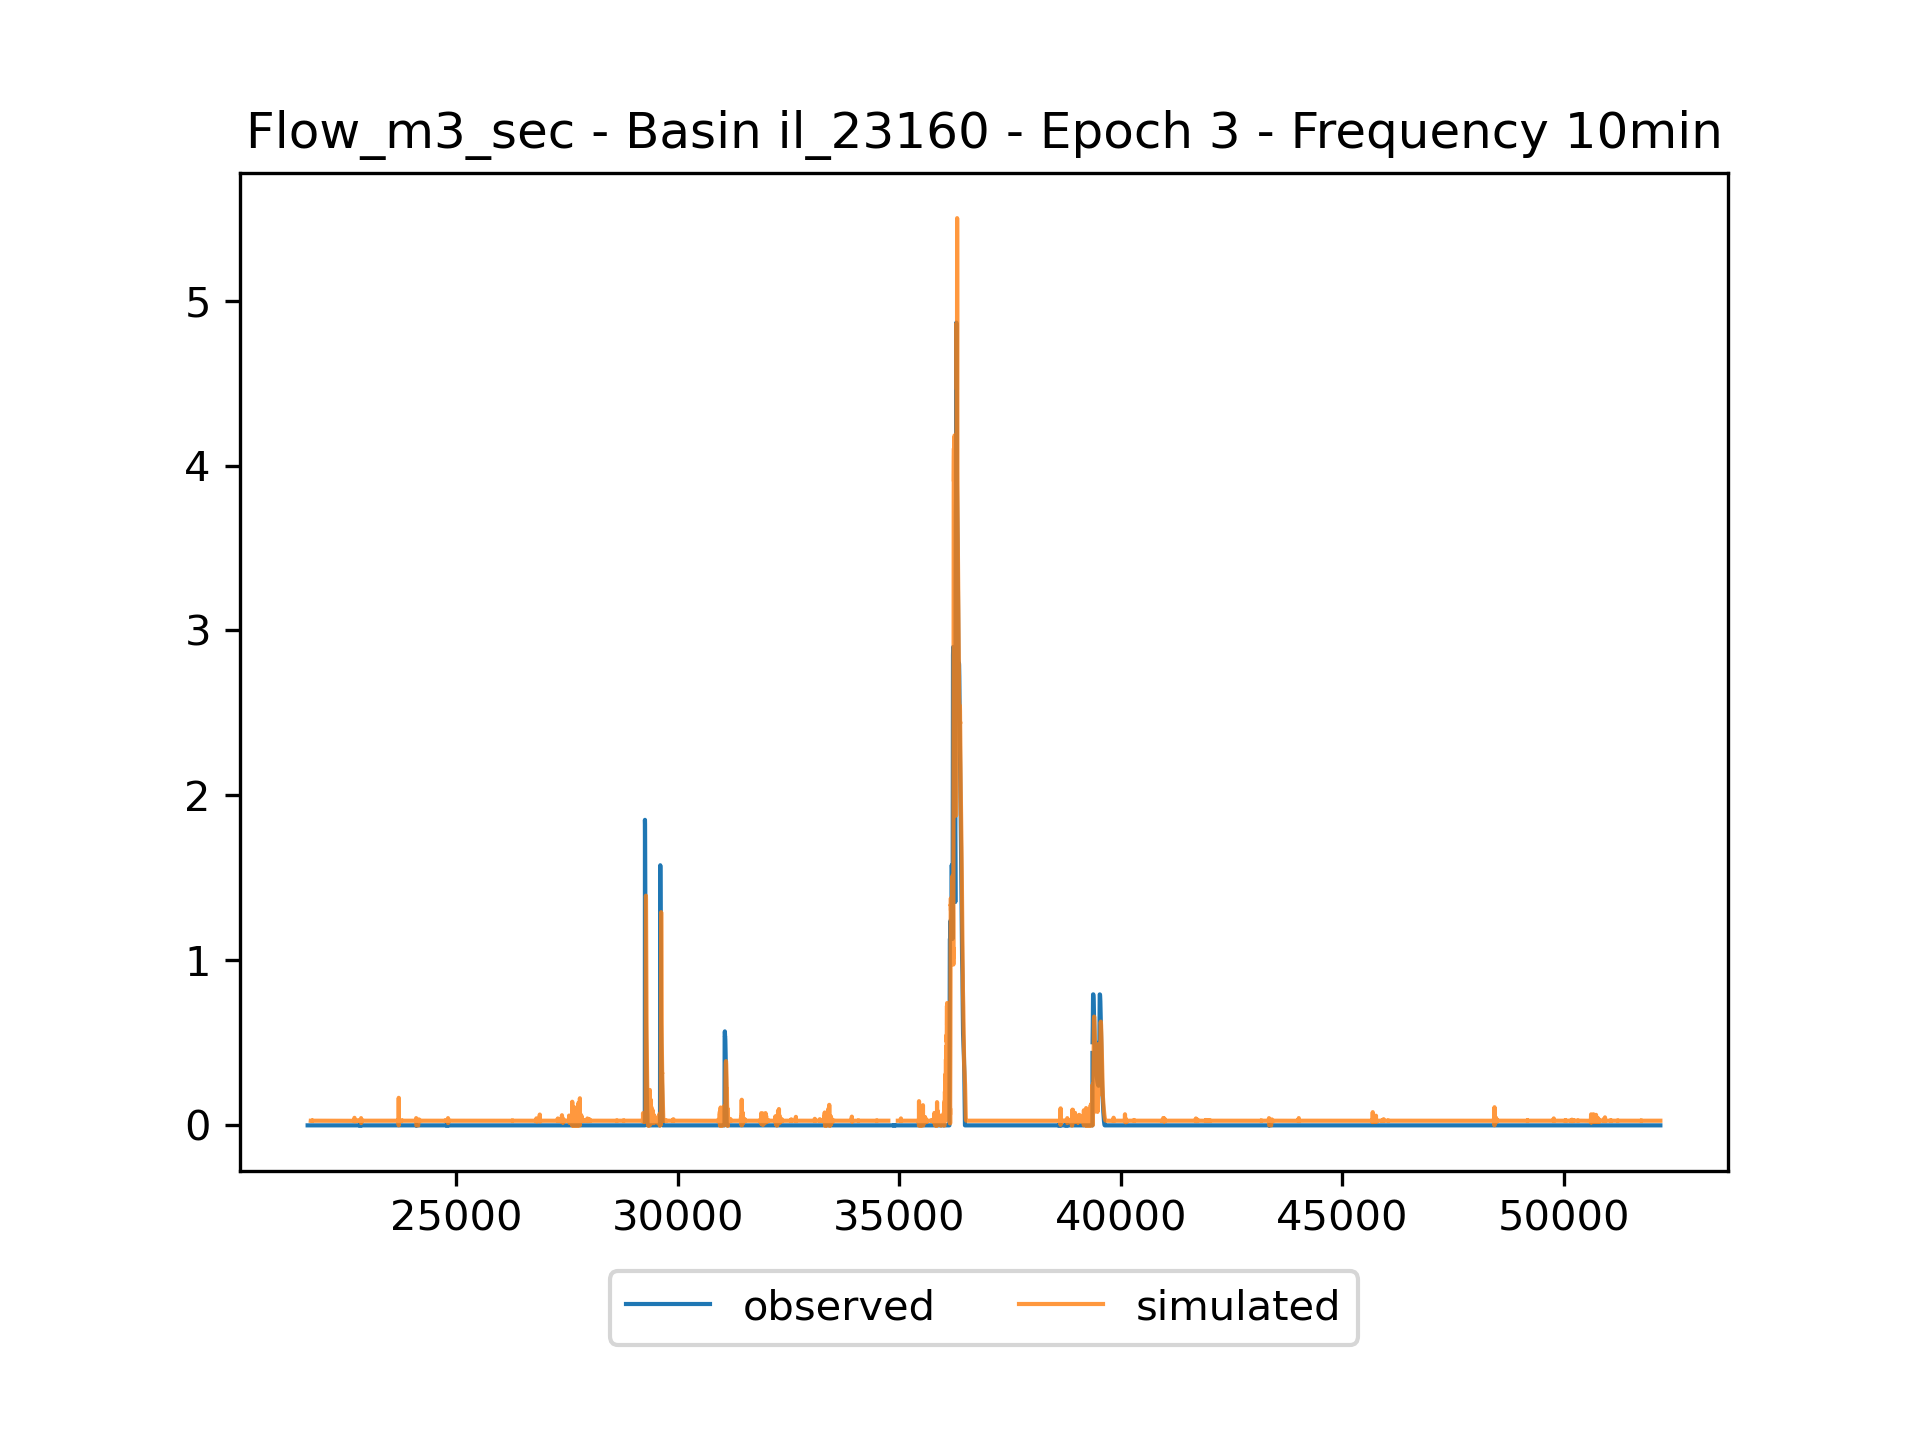 Flow_m3_sec - Basin il_23160 - Epoch 3 - Frequency 10min
5
4
3
2
1
0
25000 30000 35000 40000 45000 50000
observed simulated